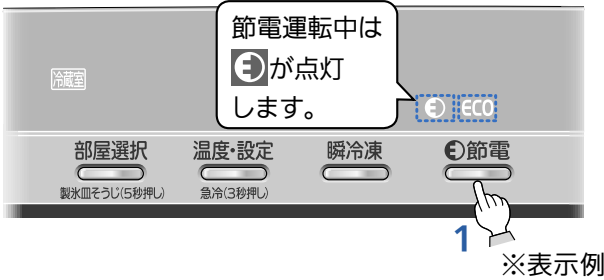 節電運転中は
Ⓔが点灯
します。
冷蔵室
Ⓔ ECO
部屋選択
温度・設定
瞬冷凍
Ⓔ節電
製氷皿そうじ(5秒押し)
急冷(3秒押し)
1
※表示例